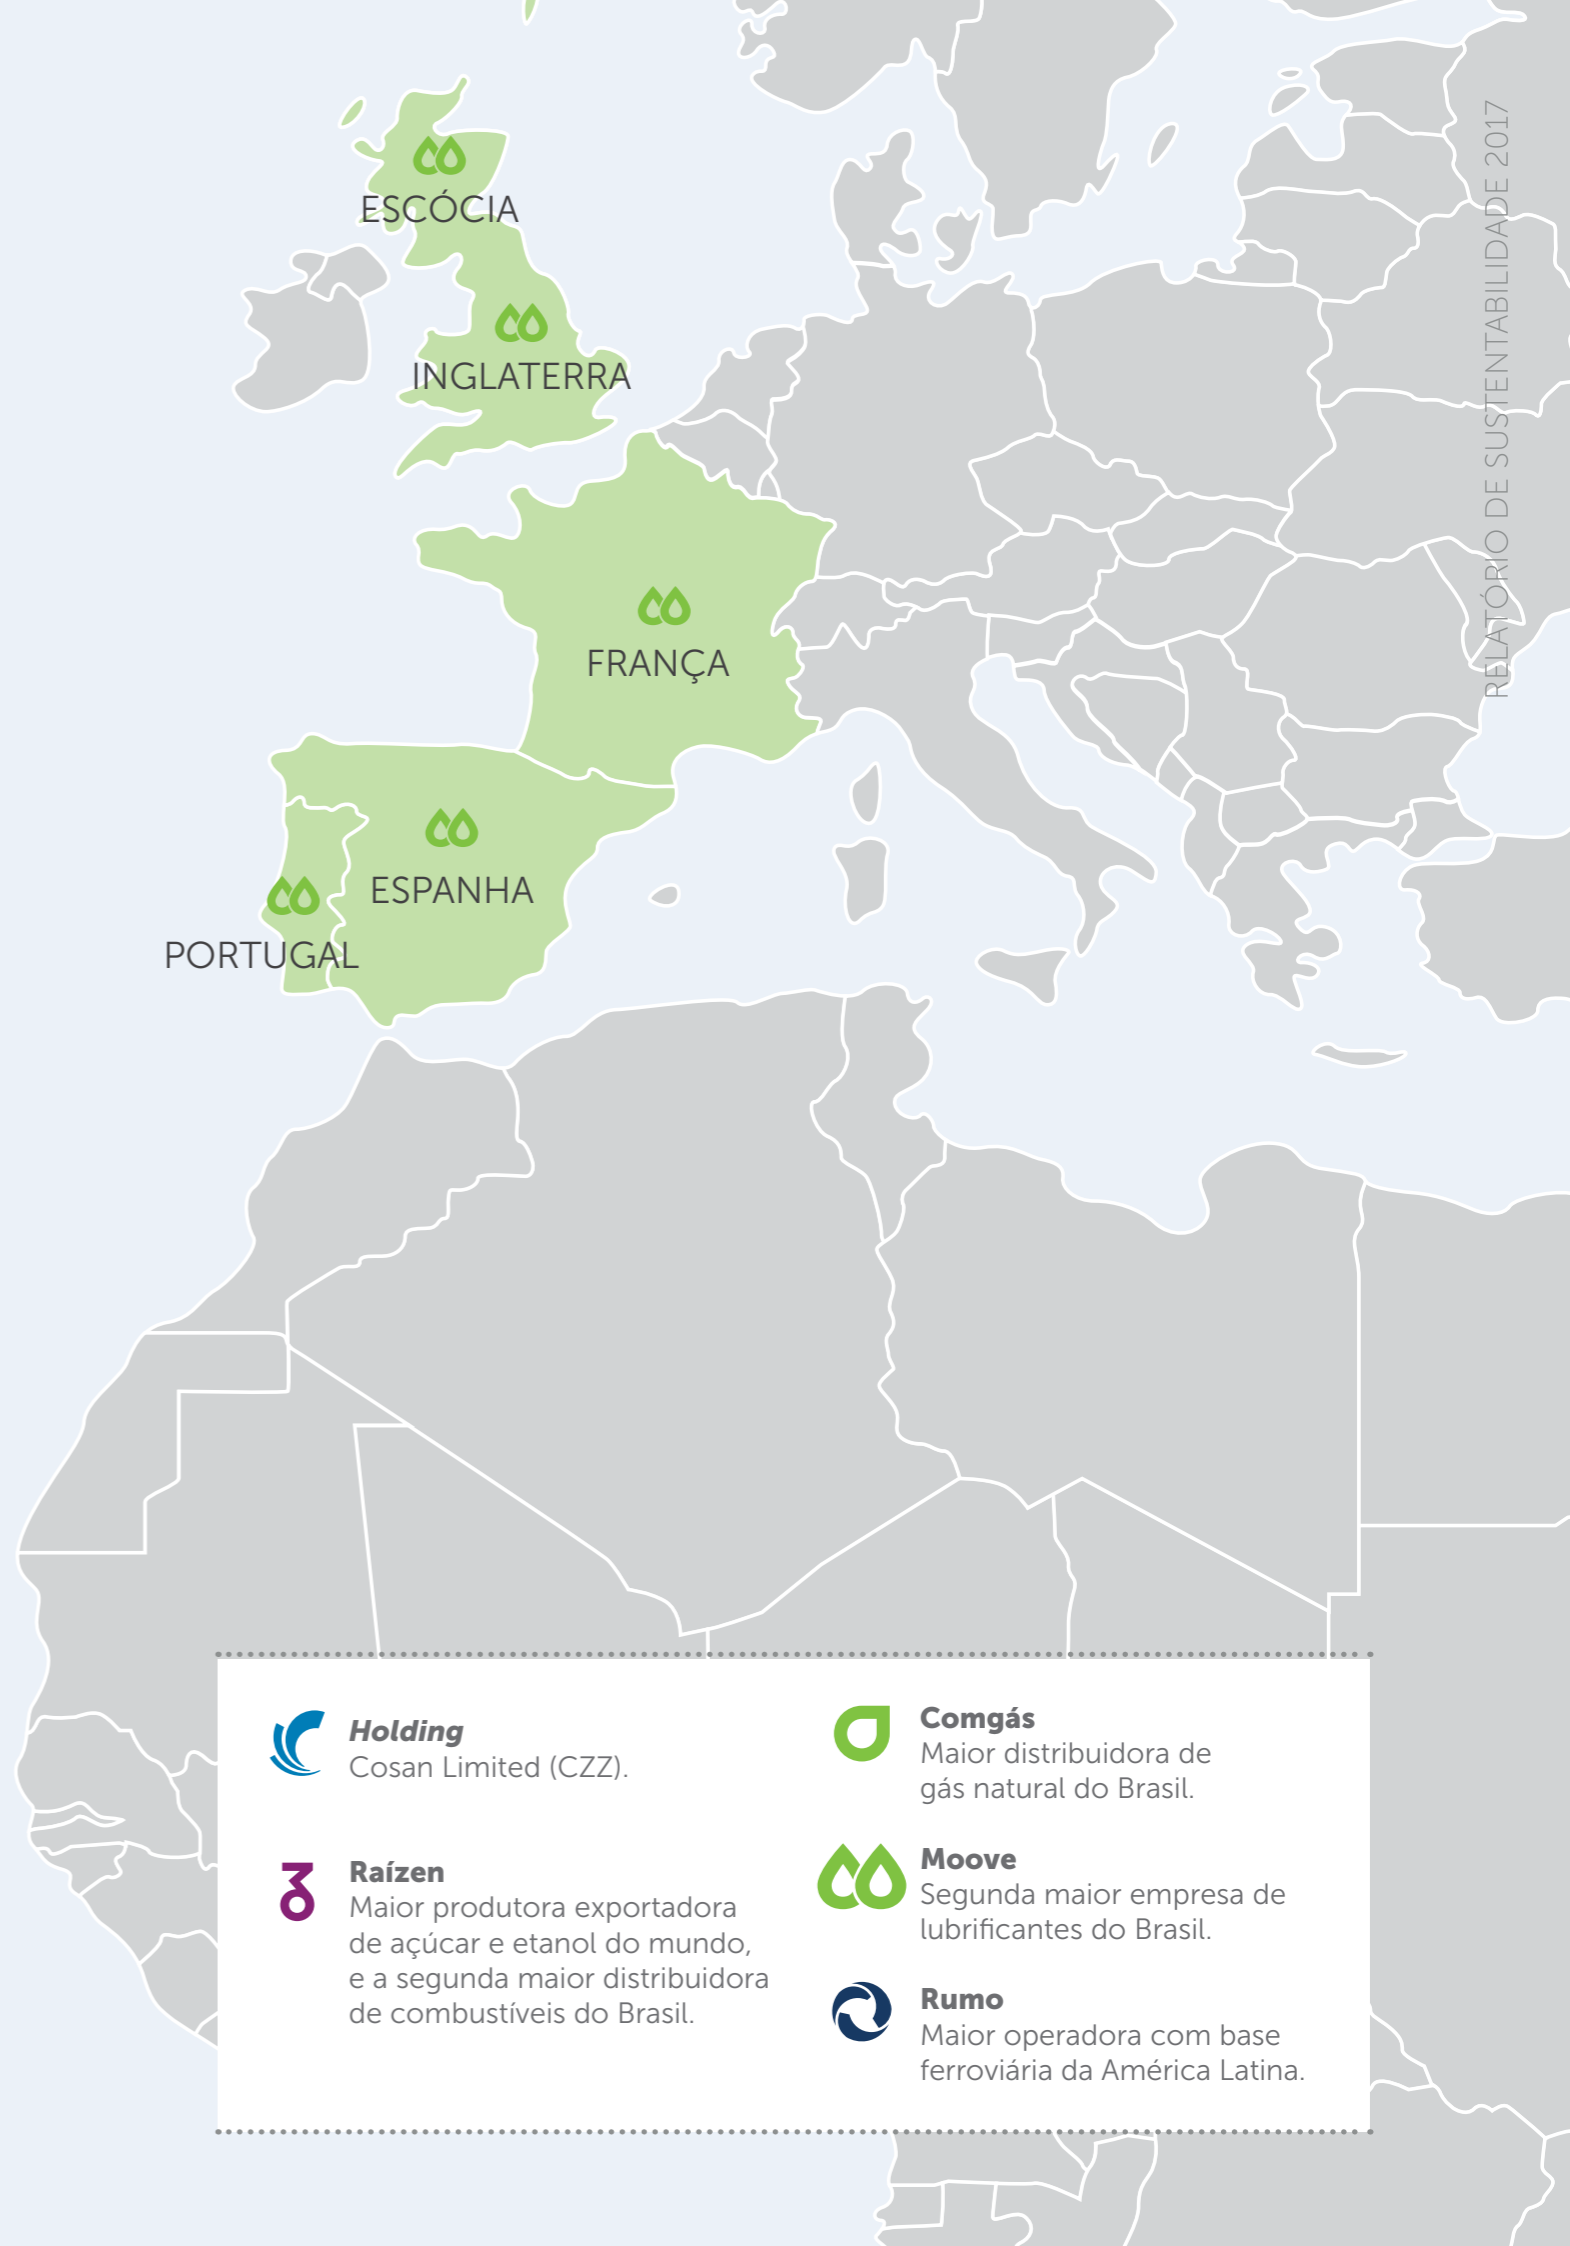 RELATÓRIO DE SUSTENTABILIDADE 2017
ESCÓCIA
INGLATERRA
FRANÇA
ESPANHA
PORTUGAL
Holding
Cosan Limited (CZZ).
Raízen
Maior produtora exportadora
de açúcar e etanol do mundo,
e a segunda maior distribuidora
de combustíveis do Brasil.
Comgás
Maior distribuidora de
gás natural do Brasil.
Moove
Segunda maior empresa de
lubrificantes do Brasil.
Rumo
Maior operadora com base
ferroviária da América Latina.